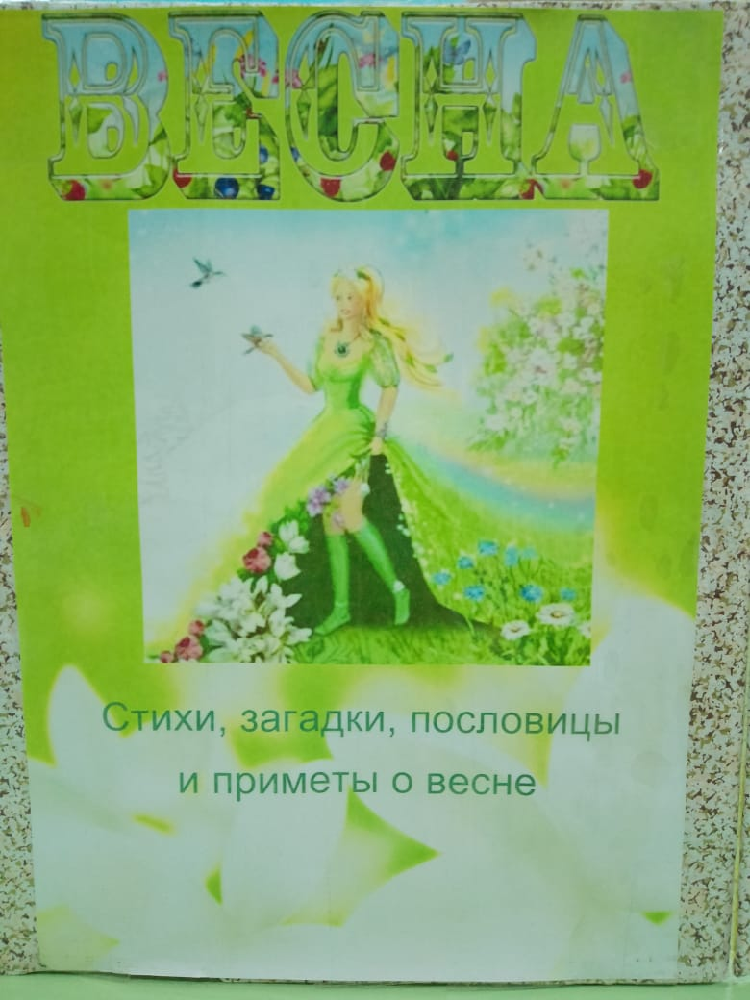 ВЕСНА
Стихи, загадки, пословицы
и приметы о весне